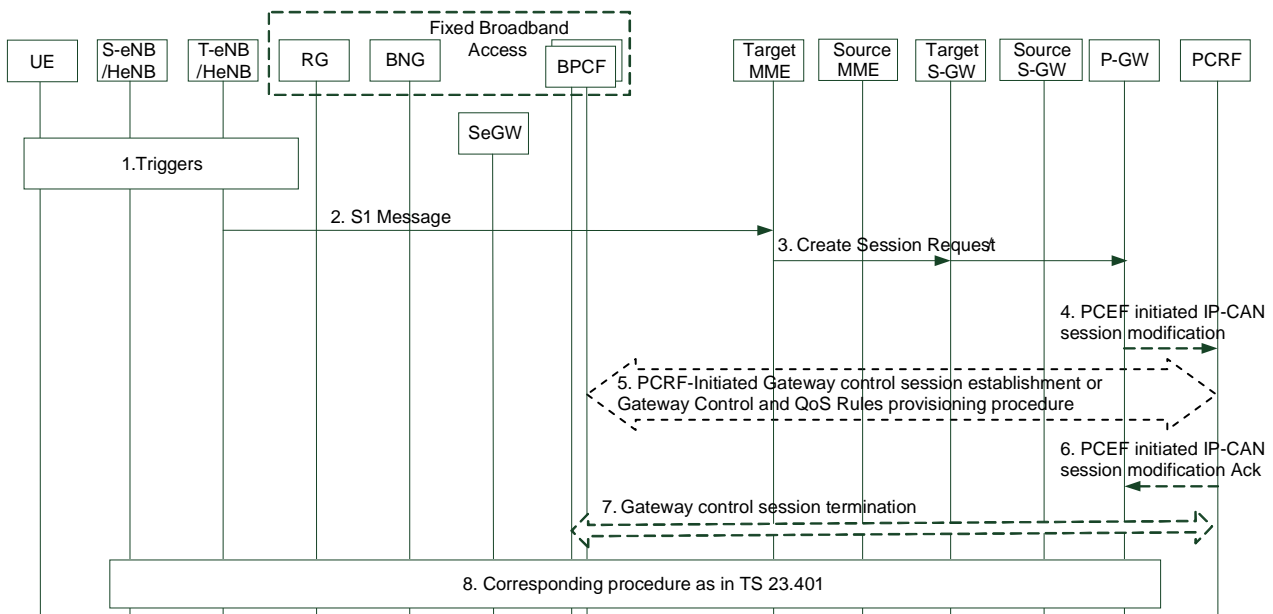 Fixed Broadband
Access
UE
S-eNB
/HeNB
T-eNB
/HeNB
RG
BNG
BPCF
Target
MME
Source
MME
Target
S-GW
Source
S-GW
P-GW
PCRF
SeGW
1.Triggers
2. S1 Message
3. Create Session Request/
4. PCEF initiated IP-CAN
session modification
5. PCRF-Initiated Gateway control session establishment or
Gateway Control and QoS Rules provisioning procedure
6. PCEF initiated IP-CAN
session modification Ack
7. Gateway control session termination
8. Corresponding procedure as in TS 23.401